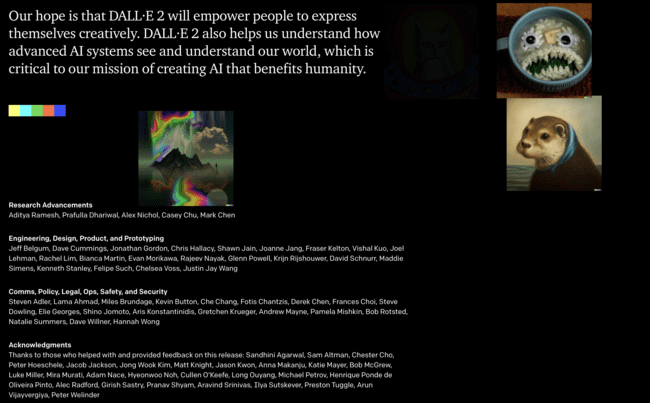 Our hope is that DALL·E 2 will empower people to express
themselves creatively. DALL·E 2 also helps us understand how
advanced AI systems see and understand our world, which is
critical to our mission of creating AI that benefits humanity.
Research Advancements
Aditya Ramesh, Prafulla Dhariwal, Alex Nichol, Casey Chu, Mark Chen
Engineering, Design, Product, and Prototyping
Jeff Belgum, Dave Cummings, Jonathan Gordon, Chris Hallacy, Shawn Jain, Joanne Jang, Fraser Kelton, Vishal Kuo, Joel
Lehman, Rachel Lim, Bianca Martin, Evan Morikawa, Rajeev Nayak, Glenn Powell, Krijn Rijshouwer, David Schnurr, Maddie
Simens, Kenneth Stanley, Felipe Such, Chelsea Voss, Justin Jay Wang
Comms, Policy, Legal, Ops, Safety, and Security
Steven Adler, Lama Ahmad, Miles Brundage, Kevin Button, Che Chang, Fotis Chantzis, Derek Chen, Frances Choi, Steve
Dowling, Elie Georges, Shino Jomoto, Aris Konstantinidis, Gretchen Krueger, Andrew Mayne, Pamela Mishkin, Bob Rotsted,
Natalie Summers, Dave Willner, Hannah Wong
Acknowledgments
Thanks to those who helped with and provided feedback on this release: Sandhini Agarwal, Sam Altman, Chester Cho,
Peter Hoeschele, Jacob Jackson, Jong Wook Kim, Matt Knight, Jason Kwon, Anna Makanju, Katie Mayer, Bob McGrew,
Luke Miller, Mira Murati, Adam Nace, Hyeonwoo Noh, Cullen O'Keefe, Long Ouyang, Michael Petrov, Henrique Ponde de
Oliveira Pinto, Alec Radford, Girish Sastry, Pranav Shyam, Aravind Srinivas, Ilya Sutskever, Preston Tuggle, Arun
Vijayvergiya, Peter Welinder